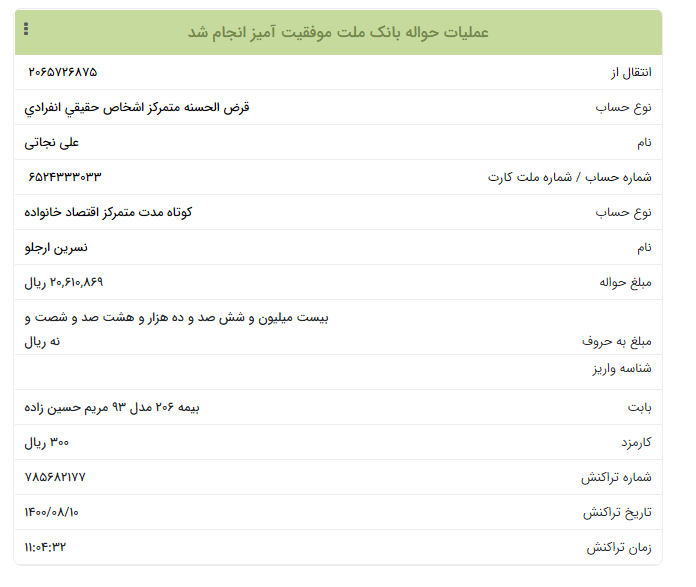 عملیات حواله بانک ملت موفقیت آمیز انجام شد
انتقال از ۲۰۶۵۷۲۶۸۷۵
نوع حساب قرض الحسنه متمرکز اشخاص حقيقي انفرادي
نام علی نجاتی
شماره حساب / شماره ملت کارت ۶۵۲۴۳۳۳۰۳۳
نوع حساب کوتاه مدت متمرکز اقتصاد خانواده
نام نسرین ارجلو
مبلغ حواله ۲۰,۶۱۰,۸۶۹ ریال
بیست میلیون و شش صد و ده هزار و هشت صد و شصت و
مبلغ به حروف نه ریال
شناسه واریز
بابت بیمه ۲۰۶ مدل ۹۳ مریم حسین زاده
کارمزد ۳۰۰ ریال
شماره تراکنش ۷۸۵۶۸۲۱۷۷
تاریخ تراکنش ۱۴۰۰/۰۸/۱۰
زمان تراکنش ۱۱:۰۴:۳۲